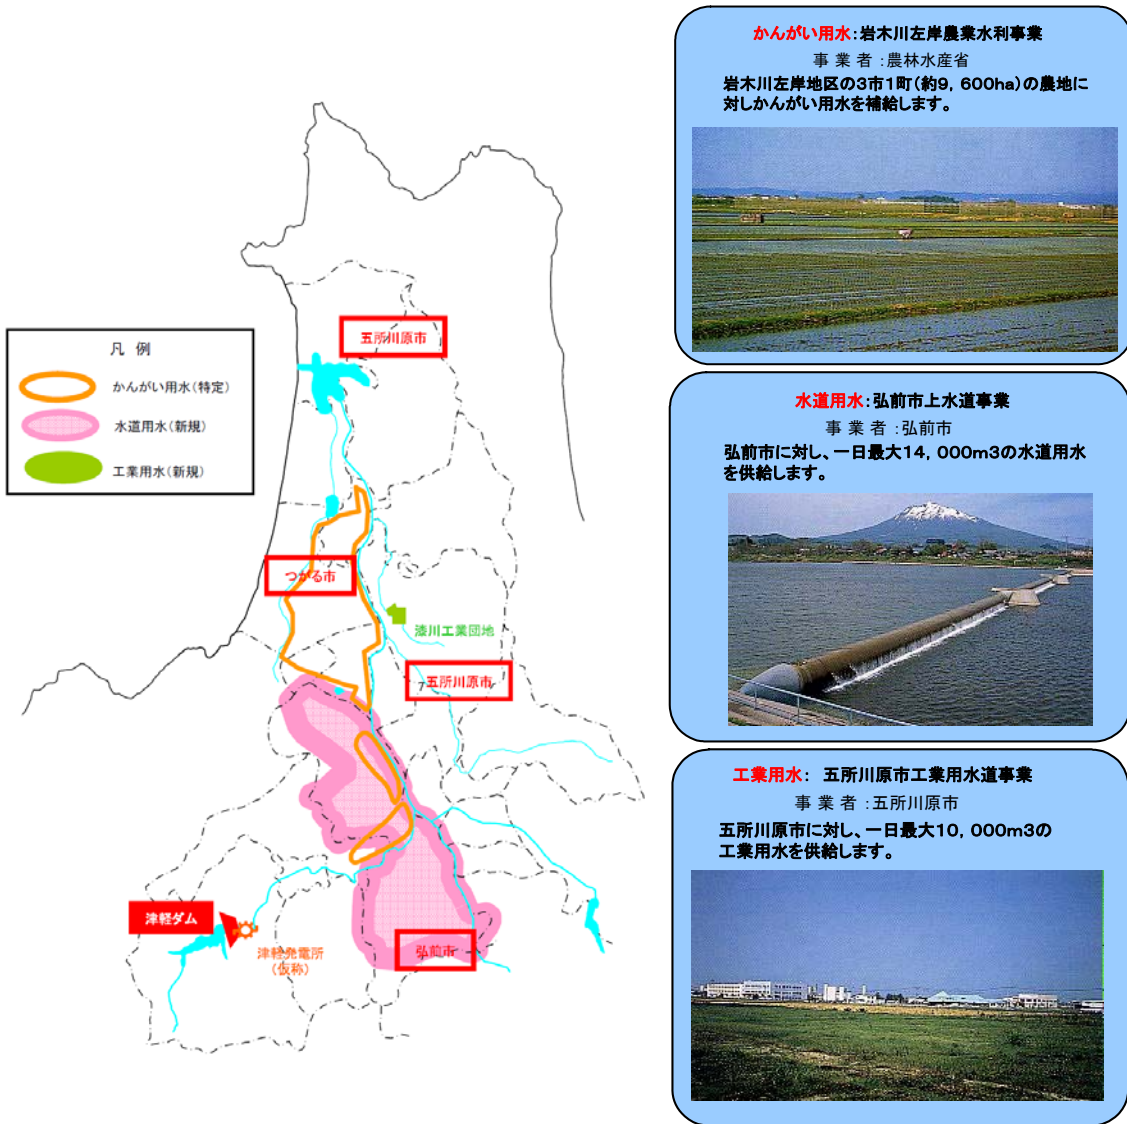 五所川原市
凡 例
かんがい用水(特定)
水道用水(新規)
工業用水(新規)
つがる市
漆川工業団地
五所川原市
津軽ダム
津軽発電所
(仮称)
弘前市
かんがい用水:岩木川左岸農業水利事業
事 業 者 :農林水産省
岩木川左岸地区の3市1町(約9,600ha)の農地に
対しかんがい用水を補給します。
水道用水:弘前市上水道事業
事 業 者 :弘前市
弘前市に対し、一日最大14,000m3の水道用水
を供給します。
工業用水: 五所川原市工業用水道事業
事 業 者 :五所川原市
五所川原市に対し、一日最大10,000m3の
工業用水を供給します。